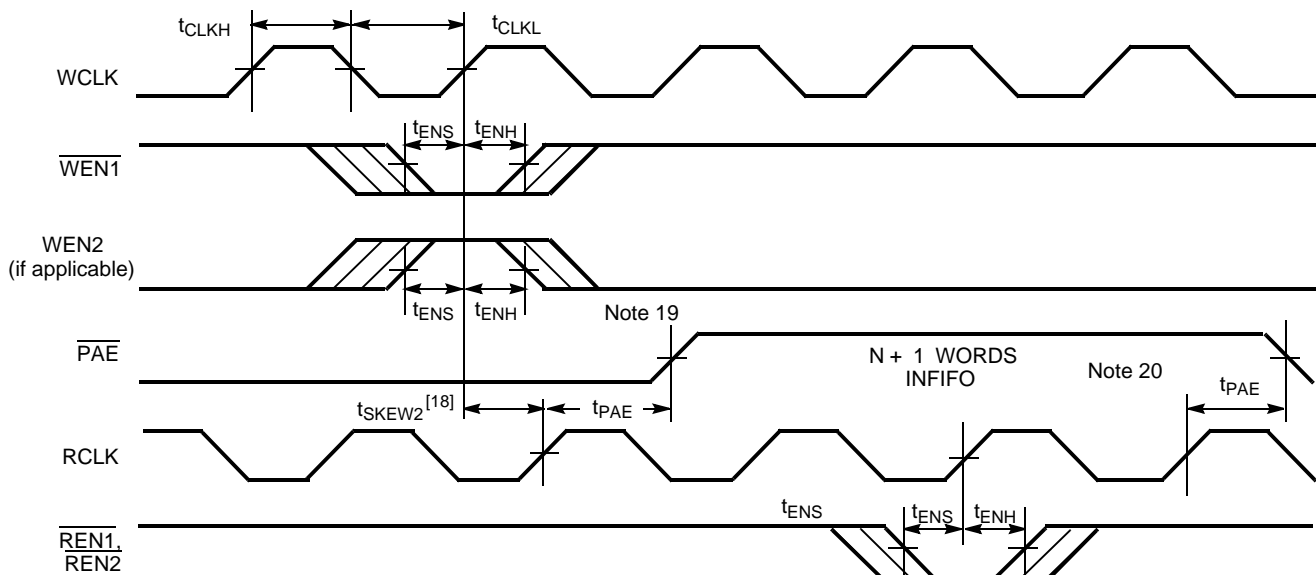 tCLKH
tCLKL
WCLK
tENS
tENH
WEN1
WEN2
(if applicable)
tENS
tENH
Note 19
PAE
N + 1 WORDS
INFIFO
Note 20
tPAE
tSKEW2[18]
tPAE
RCLK
tENS
tENS
tENH
REN1,
REN2